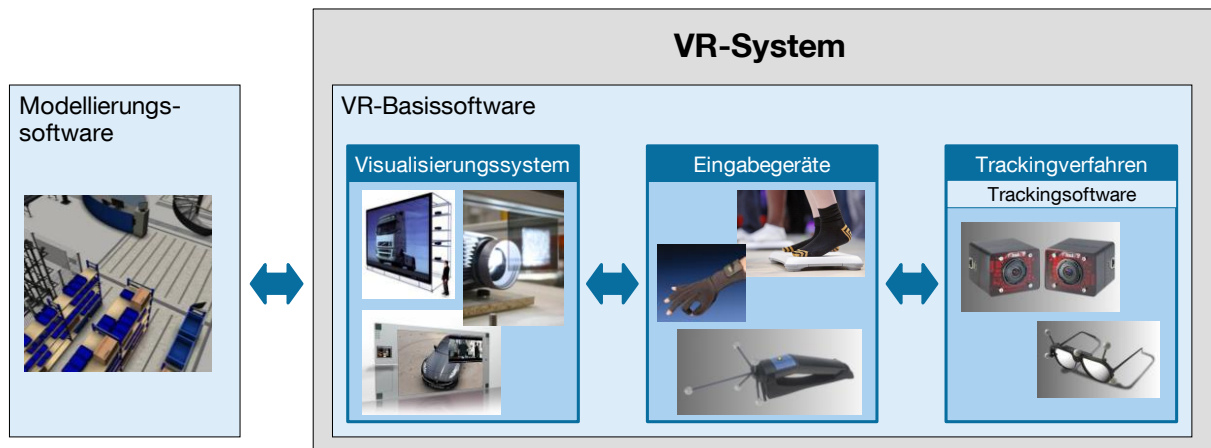 VR-System
Modellierungs-
software
VR-Basissoftware
Visualisierungssystem
Eingabegeräte
Trackingverfahren
Trackingsoftware